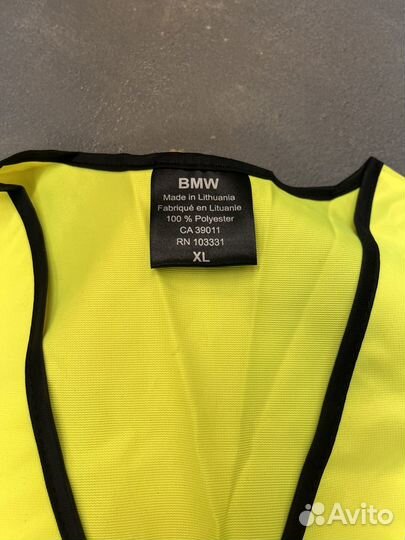 BMW
Made in Lithuania
Fabriqué en Lituanie
100 % Polyester
CA 39011
RN 103331
XL
Avito